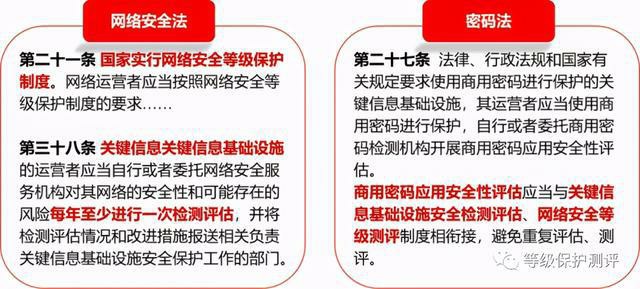 网络安全法
第二十一条 国家实行网络安全等级保护
制度。网络运营者应当按照网络安全等
级保护制度的要求……
第三十八条 关键信息关键信息基础设施
的运营者应当自行或者委托网络安全服
务机构对其网络的安全性和可能存在的
风险每年至少进行一次检测评估，并将
检测评估情况和改进措施报送相关负责
关键信息基础设施安全保护工作的部门。
密码法
第二十七条 法律、行政法规和国家有
关规定要求使用商用密码进行保护的关
键信息基础设施，其运营者应当使用商
用密码进行保护，自行或者委托商用密
码检测机构开展商用密码应用安全性评
估。
商用密码应用安全性评估应当与关键信
息基础设施安全检测评估、网络安全等
级测评制度相衔接，避免重复评估、测
评。
等级保护测评